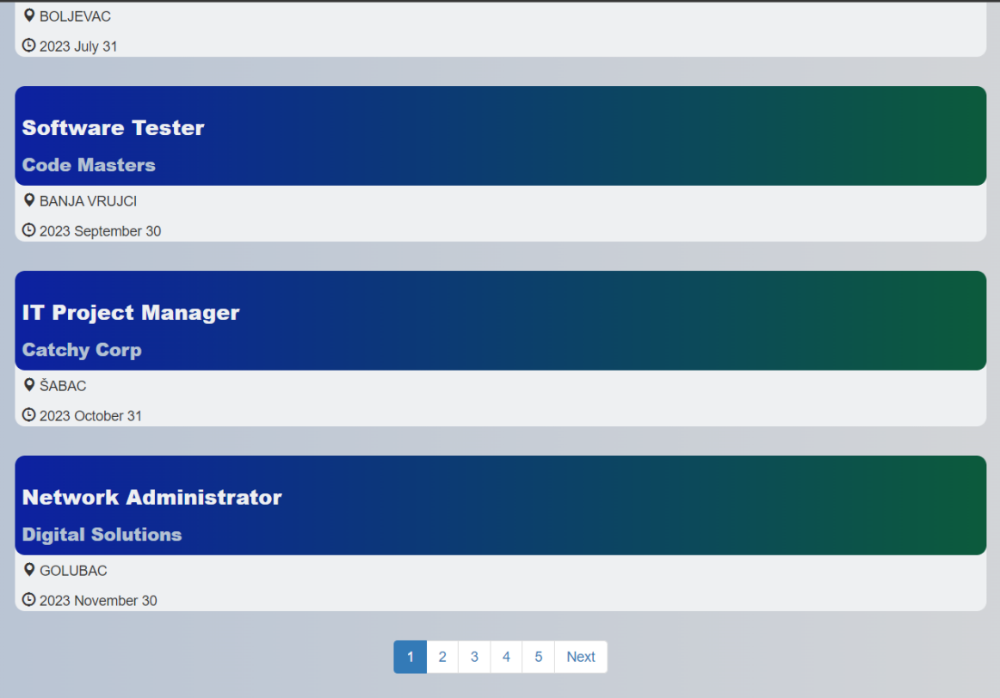 BOLJEVAC
2023 July 31
Software Tester
Code Masters
BANJA VRUJCI
2023 September 30
IT Project Manager
Catchy Corp
ŠABAC
2023 October 31
Network Administrator
Digital Solutions
GOLUBAC
2023 November 30
1 2 3 4 5 Next